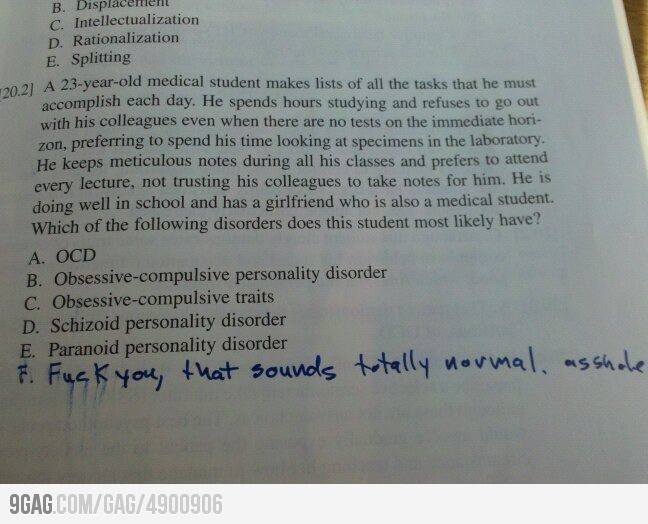 B. Displacement
C. Intellectualization
D. Rationalization
E. Splitting
[20.2] A 23-year-old medical student makes lists of all the tasks that he must
accomplish each day. He spends hours studying and refuses to go out
with his colleagues even when there are no tests on the immediate hori-
zon, preferring to spend his time looking at specimens in the laboratory.
He keeps meticulous notes during all his classes and prefers to attend
every lecture, not trusting his colleagues to take notes for him. He is
doing well in school and has a girlfriend who is also a medical student.
Which of the following disorders does this student most likely have?
A. OCD
B. Obsessive-compulsive personality disorder
C. Obsessive-compulsive traits
D. Schizoid personality disorder
E. Paranoid personality disorder
F. Fuck you, that sounds totally normal. asshole
9GAG.COM/GAG/4900906